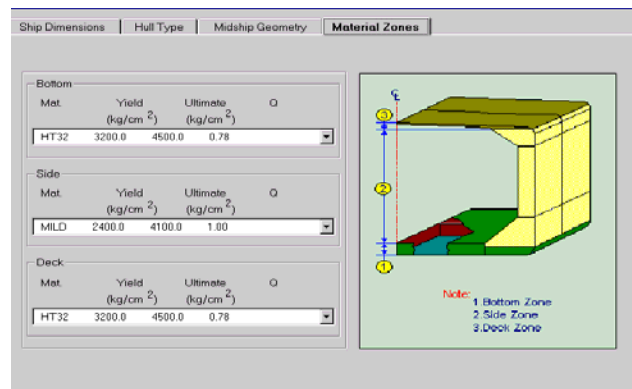 Ship Dimensions Hull Type Midship Geometry Material Zones
Bottom
Mat. Yield Ultimate Q
(kg/cm 2) (kg/cm 2)
HT32 3200.0 4500.0 0.78
Side
Mat. Yield Ultimate Q
(kg/cm 2) (kg/cm 2)
MILD 2400.0 4100.0 1.00
Deck
Mat. Yield Ultimate Q
(kg/cm 2) (kg/cm 2)
HT32 3200.0 4500.0 0.78
℄
3
2
1
Note:
1.Bottom Zone
2.Side Zone
3.Deck Zone